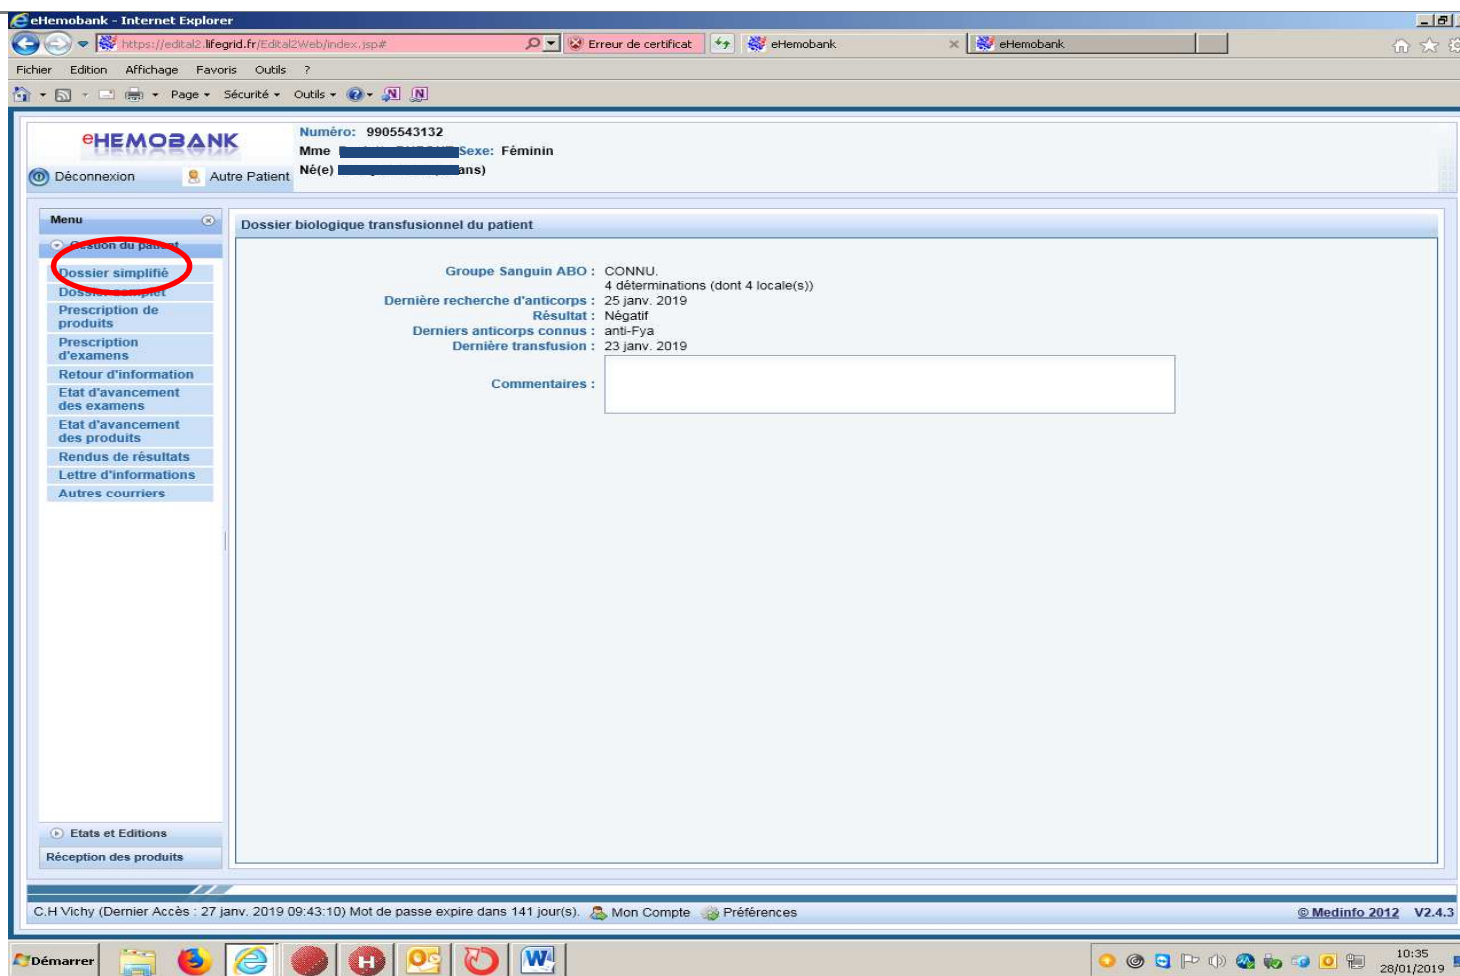 eHemobank - Internet Explorer
https://edital2.lifegrid.fr/Edital2Web/index.jsp#
Erreur de certificat
eHemobank
eHemobank
Fichier Edition Affichage Favoris Outils ?
Page Sécurité Outils
eHEMOBANK
Numéro: 9905543132
Mme Sexe: Féminin
Né(e) ans)
Déconnexion
Autre Patient
Menu
Gestion du patient
Dossier simplifié
Dossier complet
Prescription de
produits
Prescription
d'examens
Retour d'information
Etat d'avancement
des examens
Etat d'avancement
des produits
Rendus de résultats
Lettre d'informations
Autres courriers
Etats et Editions
Réception des produits
Dossier biologique transfusionnel du patient
Groupe Sanguin ABO : CONNU.
4 déterminations (dont 4 locale(s))
Dernière recherche d'anticorps : 25 janv. 2019
Résultat : Négatif
Derniers anticorps connus : anti-Fya
Dernière transfusion : 23 janv. 2019
Commentaires :
C.H Vichy (Dernier Accès : 27 janv. 2019 09:43:10) Mot de passe expire dans 141 jour(s). Mon Compte Préférences
© Medinfo 2012 V2.4.3
Démarrer
10:35
28/01/2019